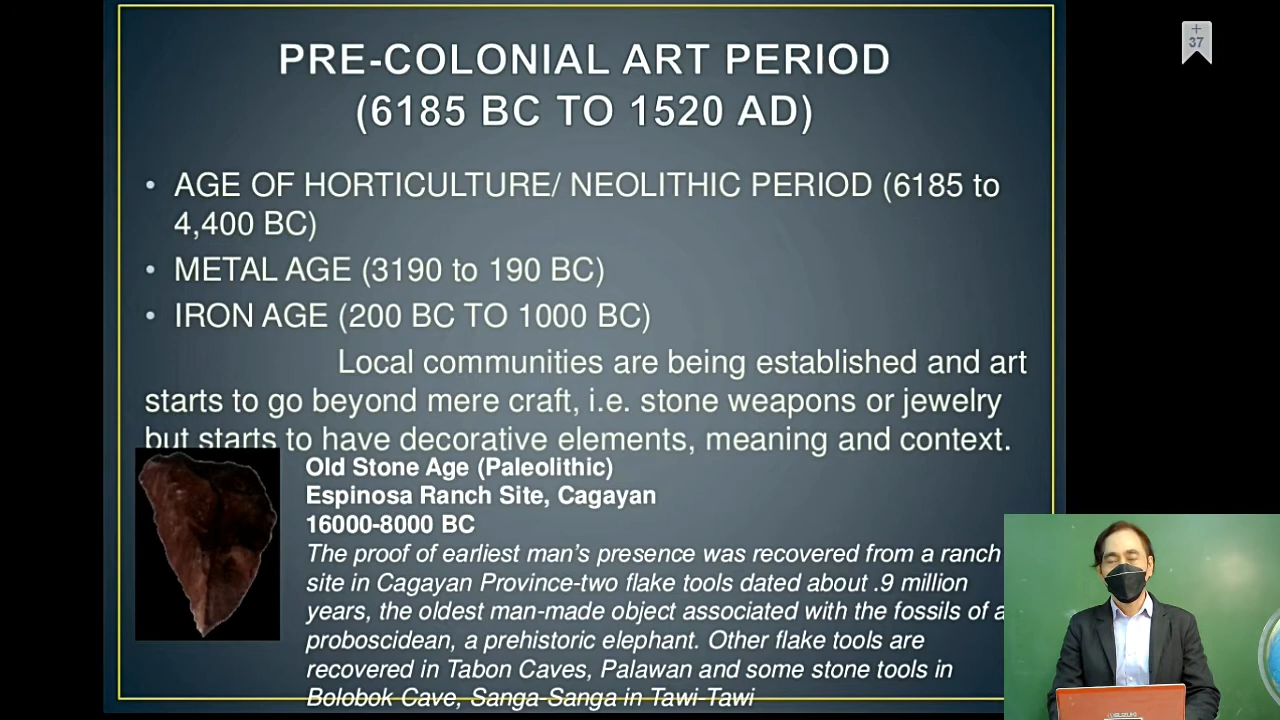 PRE-COLONIAL ART PERIOD
(6185 BC TO 1520 AD)
+
37
• AGE OF HORTICULTURE/ NEOLITHIC PERIOD (6185 to
4,400 BC)
• METAL AGE (3190 to 190 BC)
• IRON AGE (200 BC TO 1000 BC)
Local communities are being established and art
starts to go beyond mere craft, i.e. stone weapons or jewelry
but starts to have decorative elements, meaning and context.
Old Stone Age (Paleolithic)
Espinosa Ranch Site, Cagayan
16000-8000 BC
The proof of earliest man’s presence was recovered from a ranch
site in Cagayan Province-two flake tools dated about .9 million
years, the oldest man-made object associated with the fossils of a
proboscidean, a prehistoric elephant. Other flake tools are
recovered in Tabon Caves, Palawan and some stone tools in
Bolobok Cave, Sanga-Sanga in Tawi-Tawi